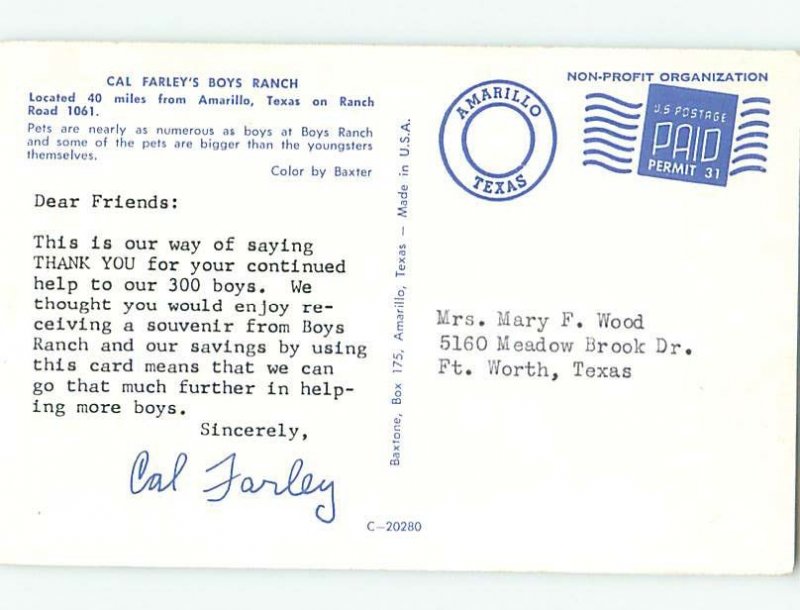 CAL FARLEY'S BOYS RANCH
Located 40 miles from Amarillo, Texas on Ranch
Road 1061.
Pets are nearly as numerous as boys at Boys Ranch
and some of the pets are bigger than the youngsters
themselves.
Color by Baxter
Dear Friends:
This is our way of saying
THANK YOU for your continued
help to our 300 boys. We
thought you would enjoy re-
ceiving a souvenir from Boys
Ranch and our savings by using
this card means that we can
go that much further in help-
ing more boys.
Sincerely,
Cal Farley
Baxtone, Box 175, Amarillo, Texas — Made in U.S.A.
C-20280
AMARILLO
TEXAS
NON-PROFIT ORGANIZATION
U.S POSTAGE
PAID
PERMIT 31
Mrs. Mary F. Wood
5160 Meadow Brook Dr.
Ft. Worth, Texas